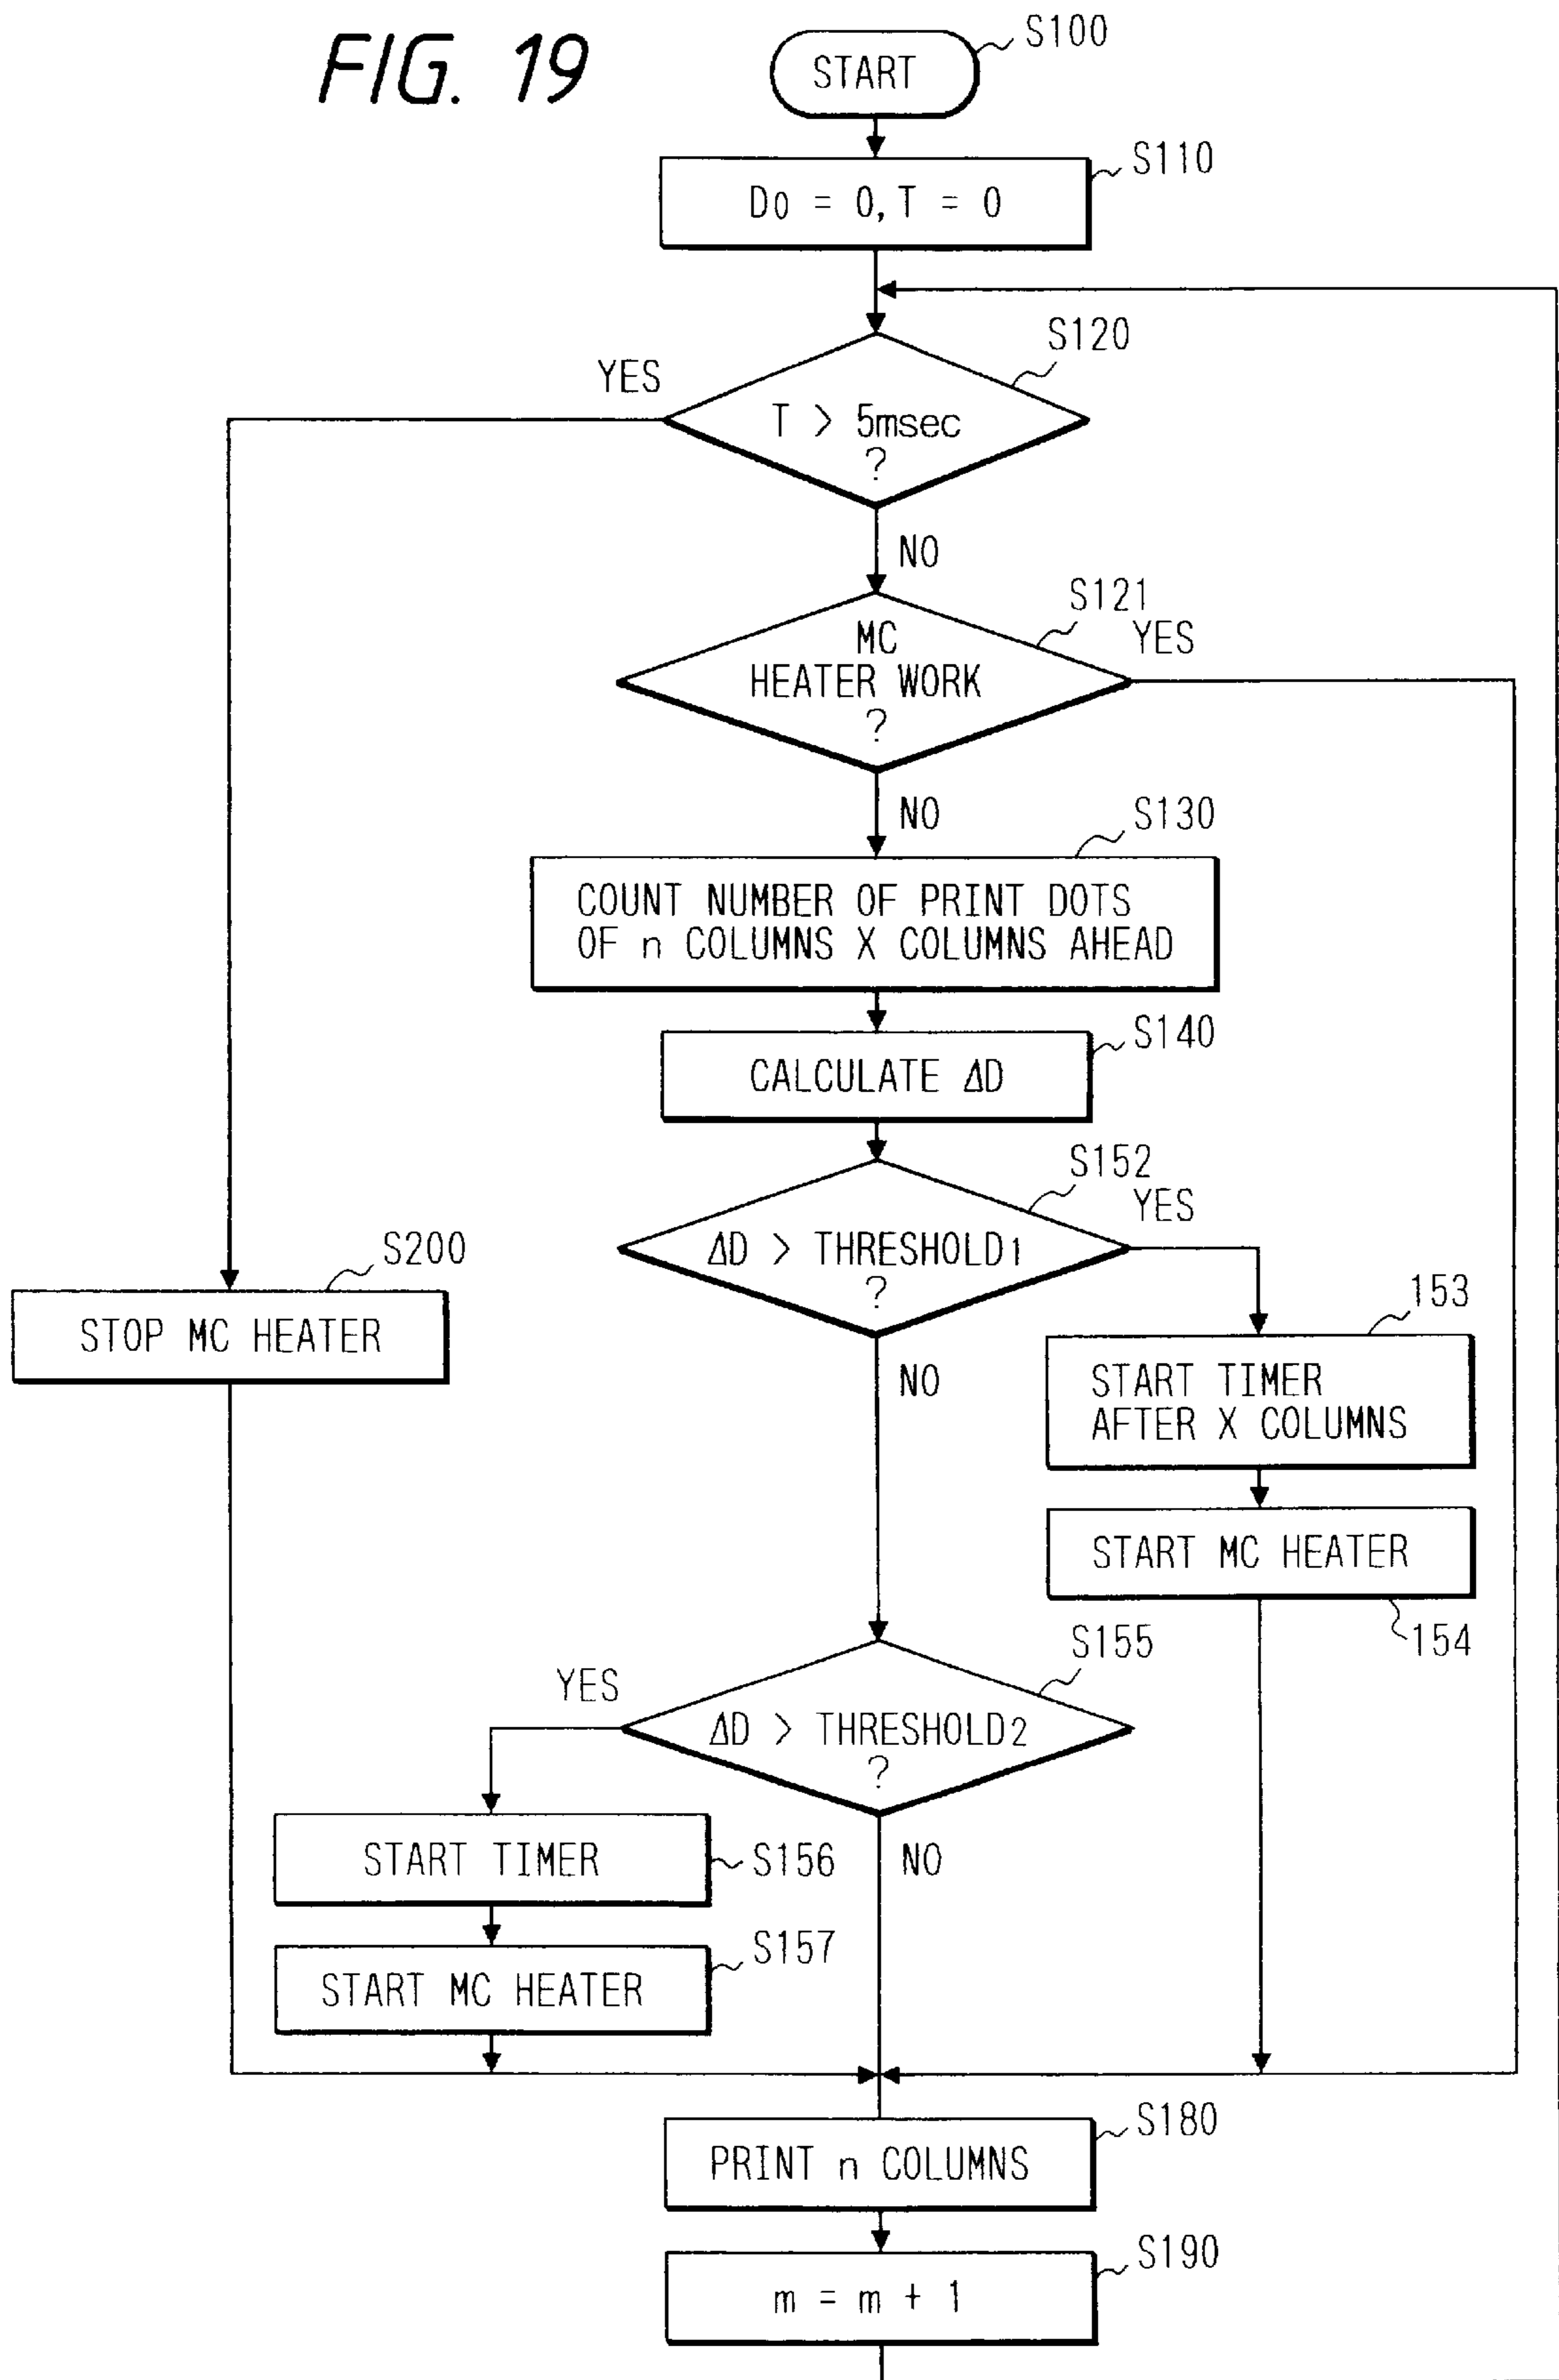 FIG. 19
START
S100
S110
D0 = 0, T = 0
S120
YES
T > 5msec
?
NO
S121
MC
HEATER WORK
?
YES
NO
S130
COUNT NUMBER OF PRINT DOTS
OF n COLUMNS X COLUMNS AHEAD
S140
CALCULATE ΔD
S152
YES
ΔD > THRESHOLD1
?
NO
S200
STOP MC HEATER
153
START TIMER
AFTER X COLUMNS
START MC HEATER
154
S155
YES
ΔD > THRESHOLD2
?
NO
START TIMER
S156
S157
START MC HEATER
S180
PRINT n COLUMNS
S190
m = m + 1